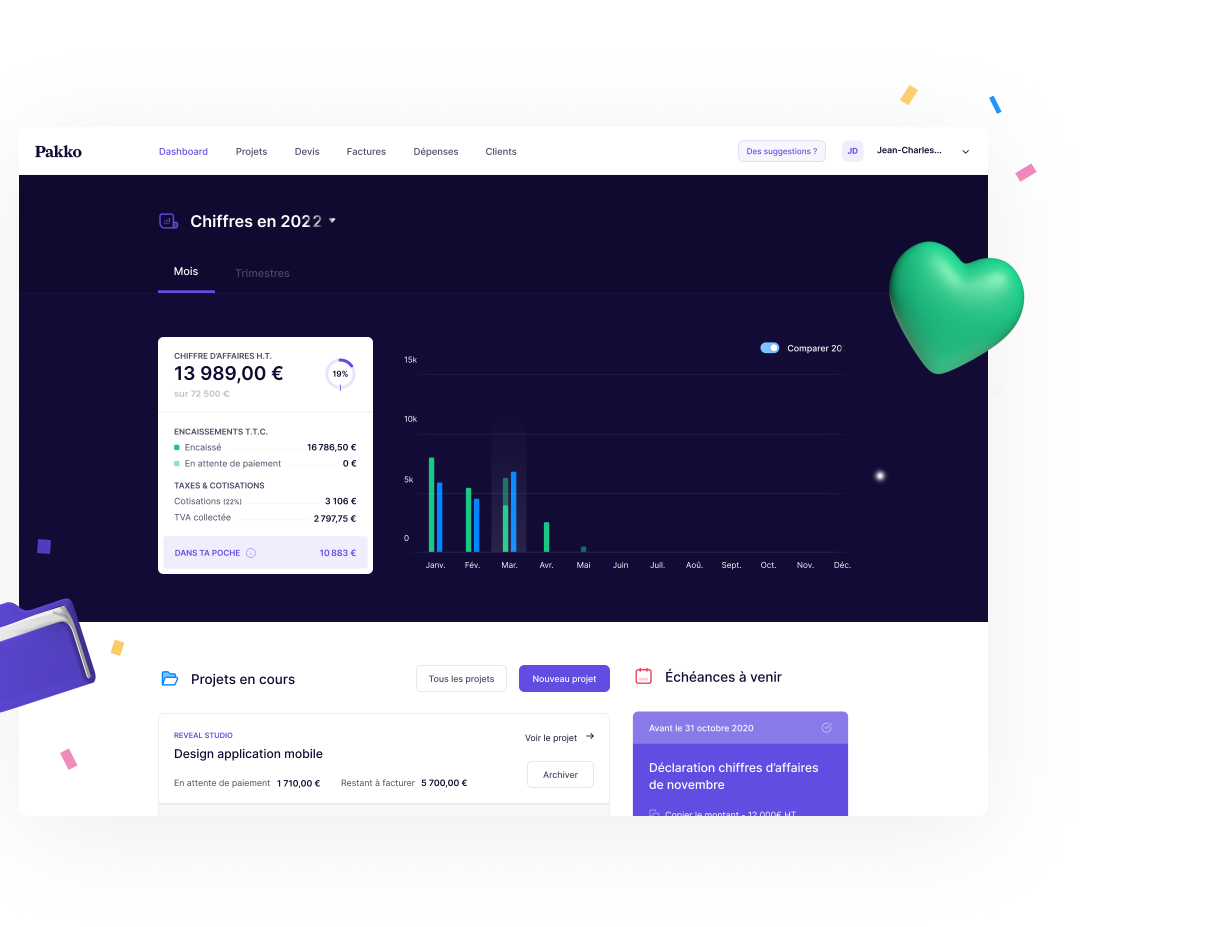 Pakko
Dashboard Projets Devis Factures Dépenses Clients
Des suggestions ? JD Jean-Charles...
Chiffres en 2022
Mois Trimestres
CHIFFRE D'AFFAIRES H.T.
13 989,00 €
sur 72 500 €
19%
ENCAISSEMENTS T.T.C.
Encaissé 16 786,50 €
En attente de paiement 0 €
TAXES & COTISATIONS
Cotisations (22%) 3 106 €
TVA collectée 2 797,75 €
DANS TA POCHE 10 883 €
Comparer 20
15k
10k
5k
0
Janv. Fév. Mar. Avr. Mai Juin Juil. Aoû. Sept. Oct. Nov. Déc.
Projets en cours
Tous les projets Nouveau projet
REVEAL STUDIO
Design application mobile
Voir le projet
En attente de paiement 1 710,00 € Restant à facturer 5 700,00 €
Archiver
Échéances à venir
Avant le 31 octobre 2020
Déclaration chiffres d’affaires
de novembre
Copier le montant - 12 000€ HT